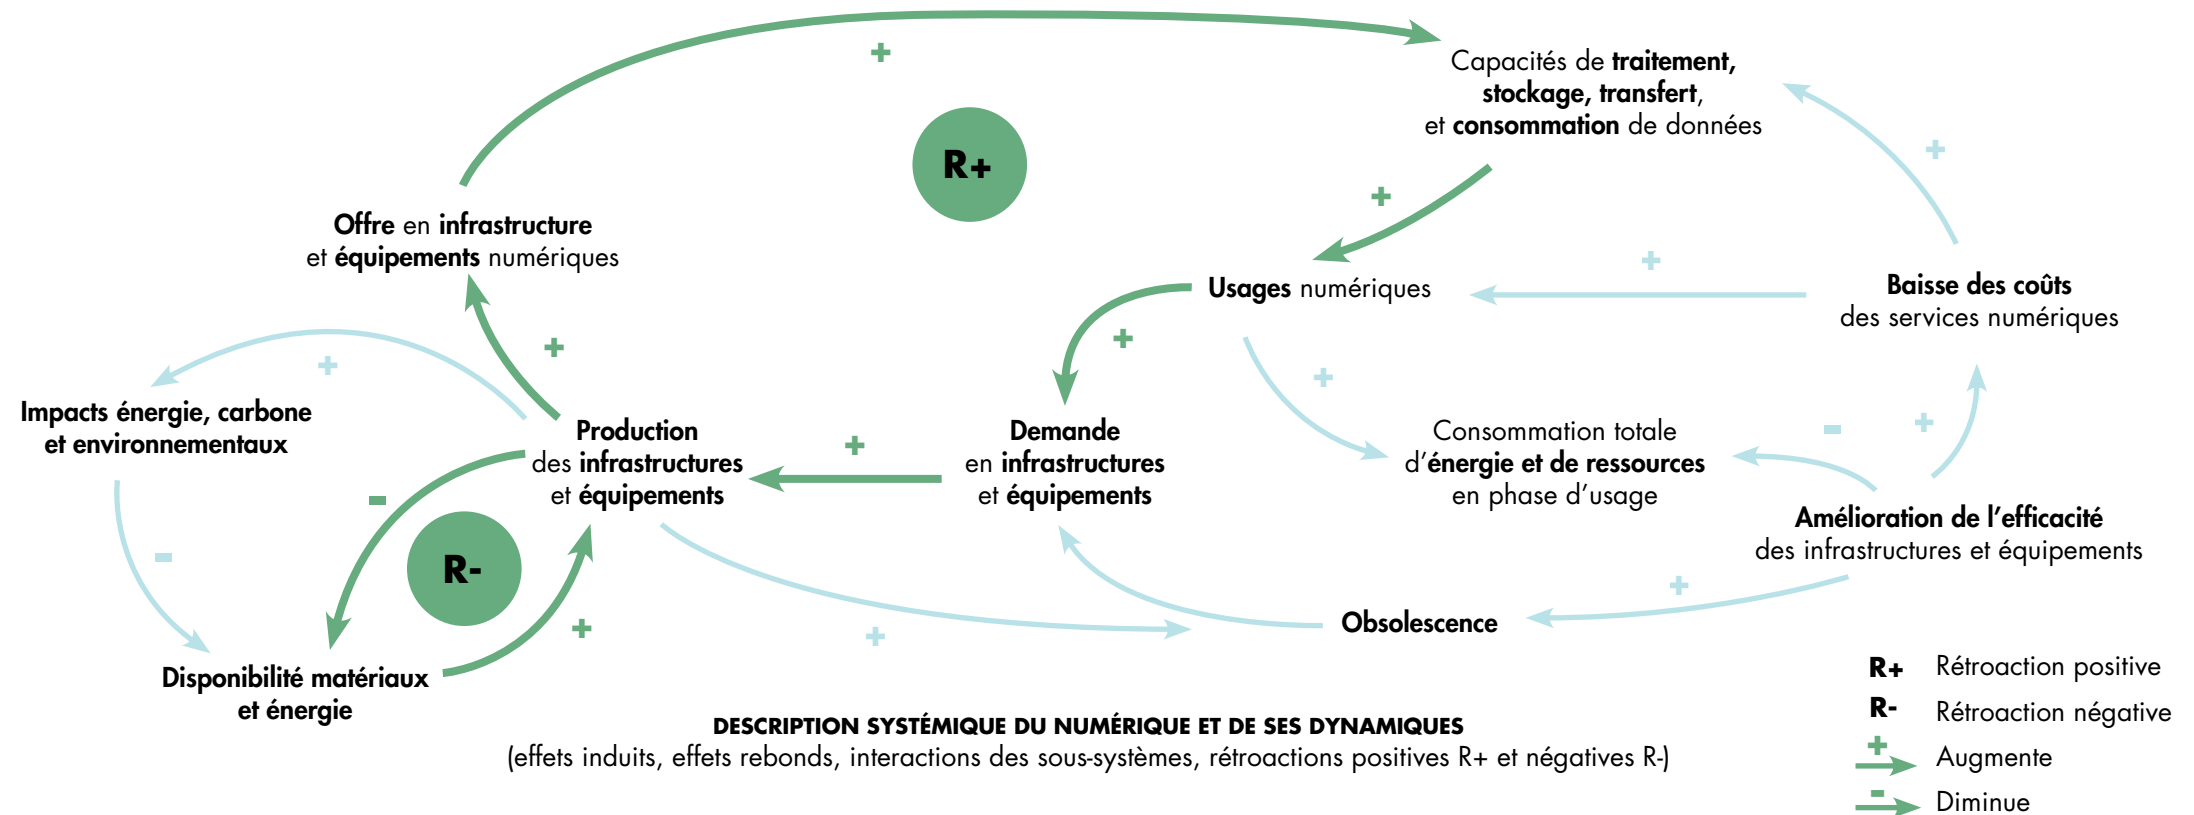 +
Capacités de traitement,
stockage, transfert,
et consommation de données
R+
+
+
Offre en infrastructure
et équipements numériques
+
Usages numériques
Baisse des coûts
des services numériques
+
+
+
+
Impacts énergie, carbone
et environnementaux
Production
des infrastructures
et équipements
+
Demande
en infrastructures
et équipements
Consommation totale
d'énergie et de ressources
en phase d'usage
-
+
Amélioration de l'efficacité
des infrastructures et équipements
-
R-
-
+
+
+
Obsolescence
Disponibilité matériaux
et énergie
DESCRIPTION SYSTÉMIQUE DU NUMÉRIQUE ET DE SES DYNAMIQUES
(effets induits, effets rebonds, interactions des sous-systèmes, rétroactions positives R+ et négatives R-)
R+ Rétroaction positive
R- Rétroaction négative
+ Augmente
- Diminue